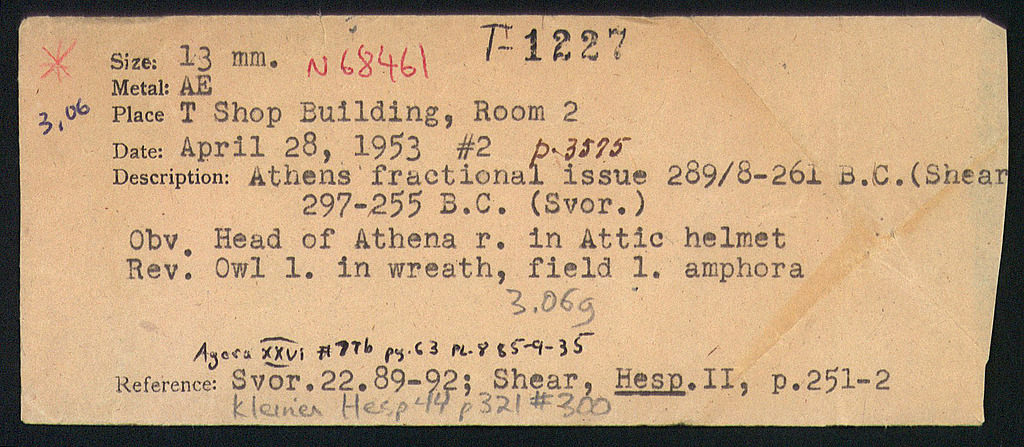 T-1227
Size: 13 mm. N68461
Metal: AE
3,06
Place T Shop Building, Room 2
Date: April 28, 1953 #2 p.3575
Description: Athens fractional issue 289/8-261 B.C.(Shear
297-255 B.C. (Svor.)
Obv. Head of Athena r. in Attic helmet
Rev. Owl l. in wreath, field l. amphora
3.06g
Agora XXVI #77b pg.63 PL.8 85-9-35
Reference: Svor.22.89-92; Shear, Hesp.II, p.251-2
Kleiner Hesp 44 p321 #300